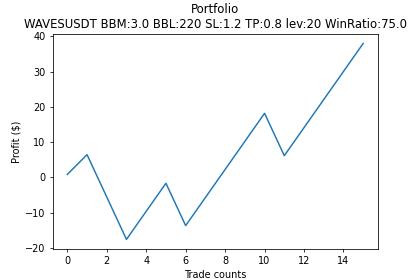 Portfolio
WAVESUSDT BBM:3.0 BBL:220 SL:1.2 TP:0.8 lev:20 WinRatio:75.0
40
30
20
10
0
−10
−20
Profit ($)
0 2 4 6 8 10 12 14
Trade counts